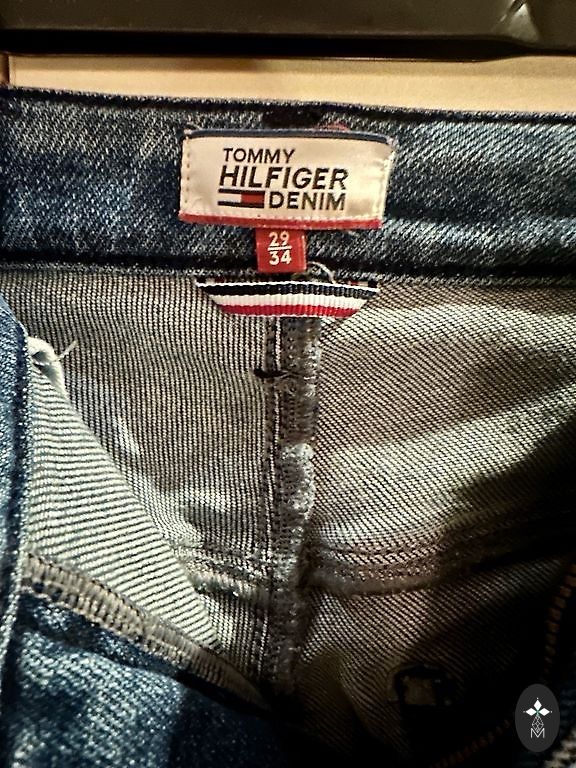 TOMMY
HILFIGER
DENIM
29
34